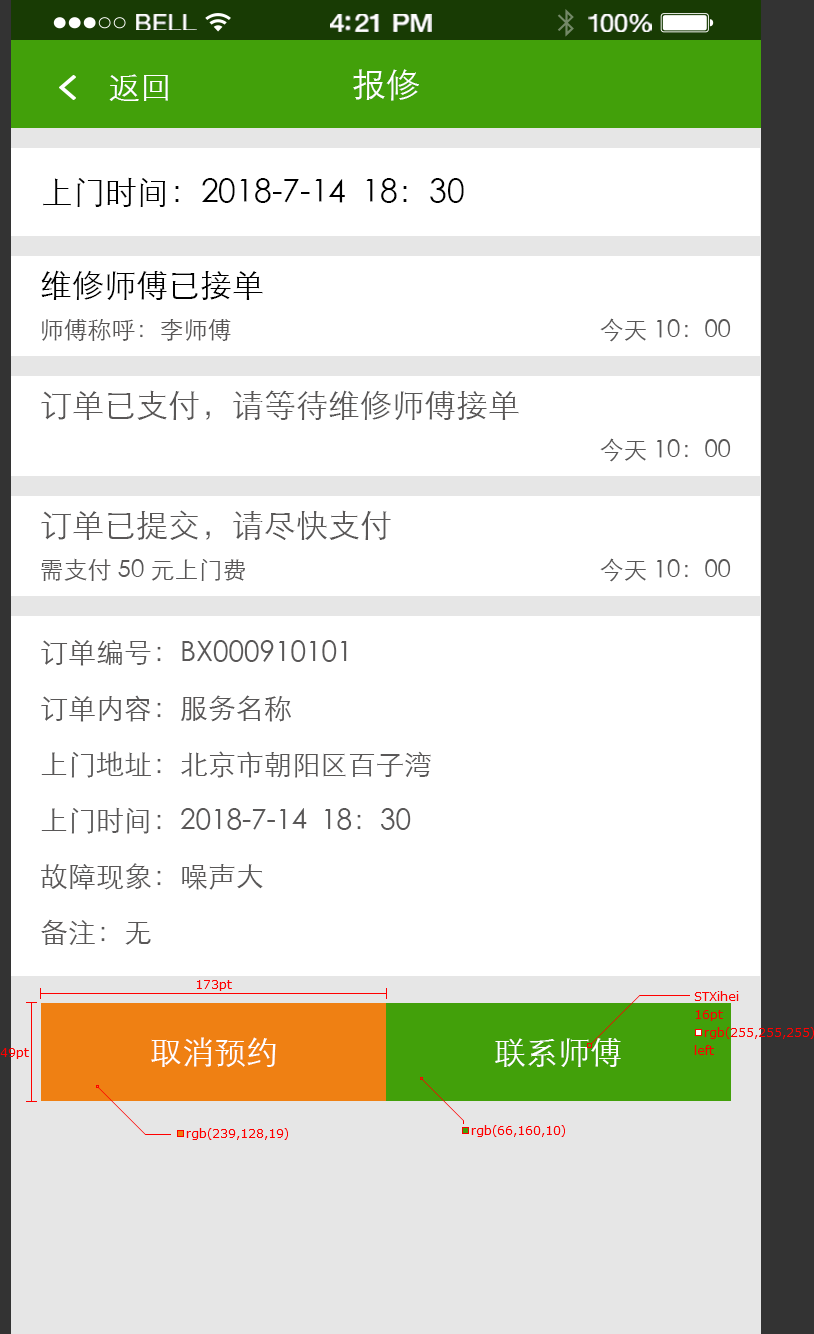 BELL 4:21 PM 100%
返回 报修
上门时间：2018-7-14 18：30
维修师傅已接单
师傅称呼：李师傅 今天 10：00
订单已支付，请等待维修师傅接单
今天 10：00
订单已提交，请尽快支付
需支付 50 元上门费 今天 10：00
订单编号：BX000910101
订单内容：服务名称
上门地址：北京市朝阳区百子湾
上门时间：2018-7-14 18：30
故障现象：噪声大
备注：无
173pt
49pt
取消预约
联系师傅
STXihei
16pt
rgb(255,255,255)
left
rgb(239,128,19)
rgb(66,160,10)